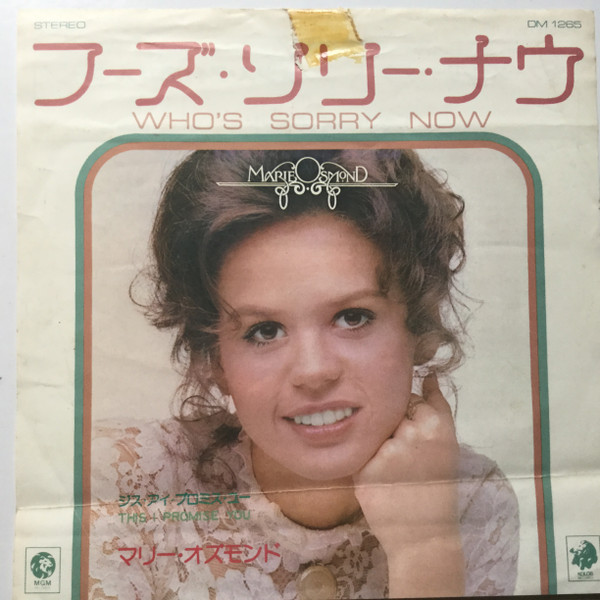 STEREO
DM 1265
フーズ・ソリー・ナウ
WHO'S SORRY NOW
MARIE OSMOND
ジス・アイ・プロミス・ユー
THIS I PROMISE YOU
マリー・オズモンド
MGM
KOLOB